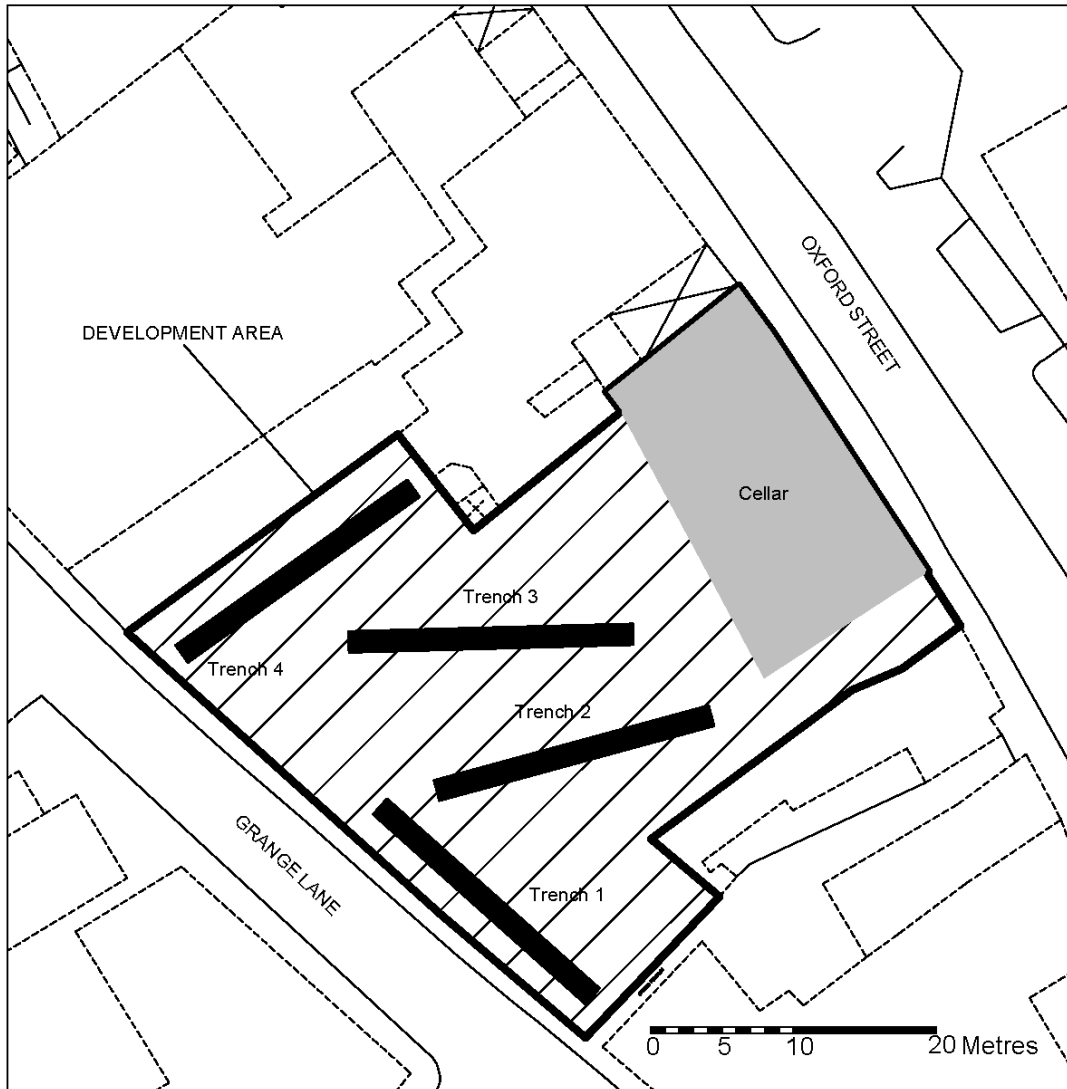 OXFORD STREET
DEVELOPMENT AREA
Cellar
Trench 3
Trench 4
Trench 2
GRANGE LANE
Trench 1
0 5 10 20 Metres